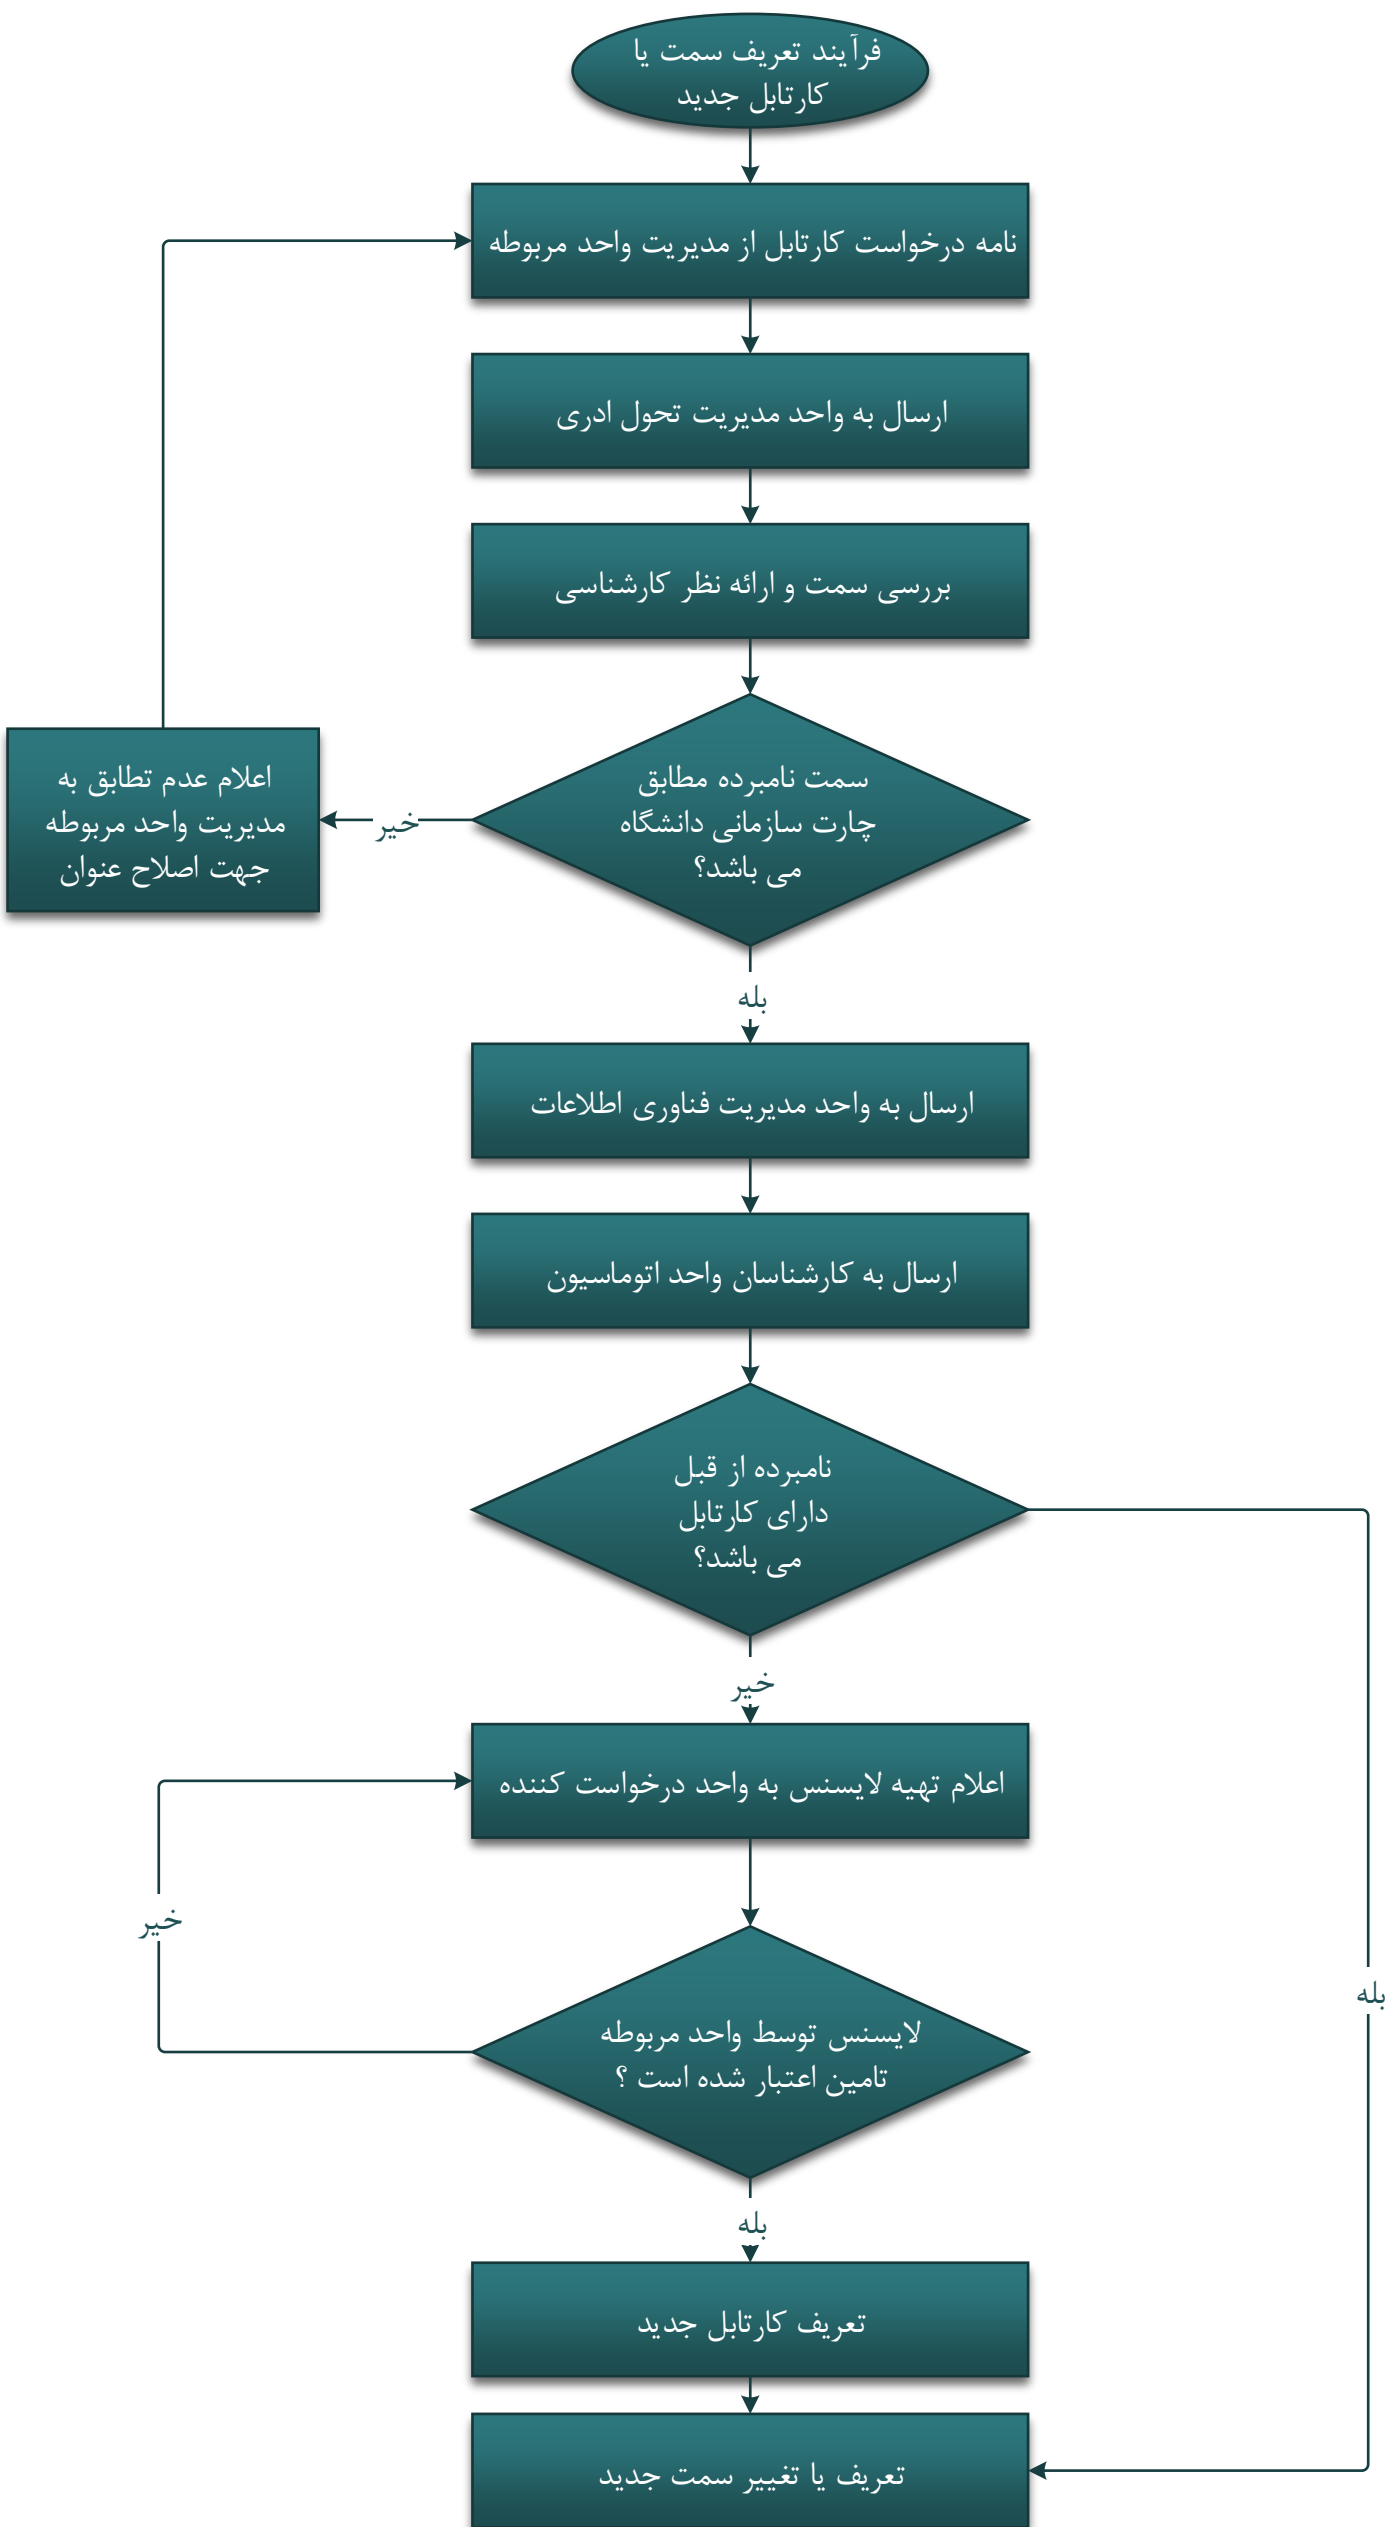 فرآیند تعریف سمت یا
کارتابل جدید
نامه درخواست کارتابل از مدیریت واحد مربوطه
ارسال به واحد مدیریت تحول ادری
بررسی سمت و ارائه نظر کارشناسی
سمت نامبرده مطابق
چارت سازمانی دانشگاه
می باشد؟
خیر
اعلام عدم تطابق به
مدیریت واحد مربوطه
جهت اصلاح عنوان
بله
ارسال به واحد مدیریت فناوری اطلاعات
ارسال به کارشناسان واحد اتوماسیون
نامبرده از قبل
دارای کارتابل
می باشد؟
خیر
اعلام تهیه لایسنس به واحد درخواست کننده
خیر
بله
لایسنس توسط واحد مربوطه
تامین اعتبار شده است ؟
بله
تعریف کارتابل جدید
تعریف یا تغییر سمت جدید